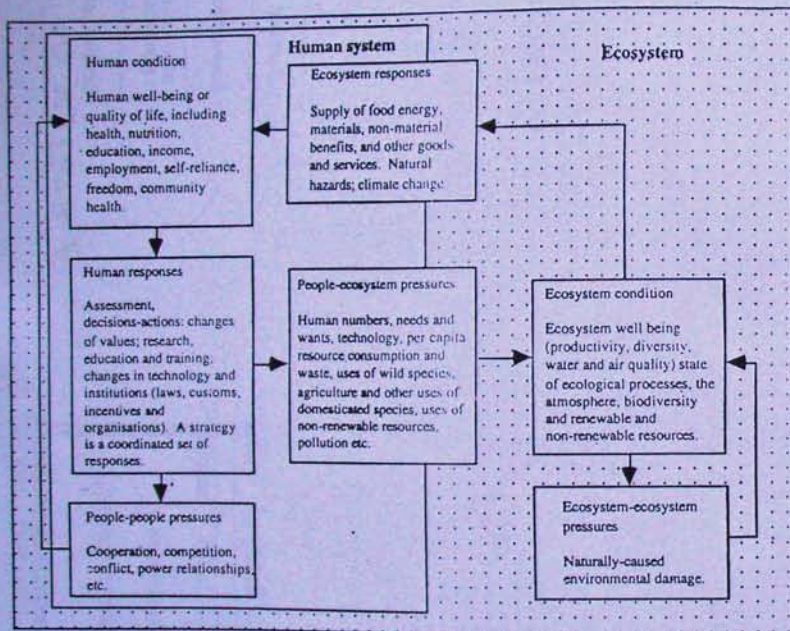 Human system
Ecosystem
Human condition
Human well-being or
quality of life, including
health, nutrition,
education, income,
employment, self-reliance,
freedom, community
health.
Ecosystem responses
Supply of food energy,
materials, non-material
benefits, and other goods
and services. Natural
hazards; climate change
Human responses
Assessment,
decisions-actions: changes
of values; research,
education and training,
changes in technology and
institutions (laws, customs,
incentives and
organisations). A strategy
is a coordinated set of
responses.
People-ecosystem pressures
Human numbers, needs and
wants, technology, per capita
resource consumption and
waste, uses of wild species,
agriculture and other uses of
domesticated species, uses of
non-renewable resources,
pollution etc.
Ecosystem condition
Ecosystem well being
(productivity, diversity,
water and air quality) state
of ecological processes, the
atmosphere, biodiversity
and renewable and
non-renewable resources.
People-people pressures
Cooperation, competition,
conflict, power relationships,
etc.
Ecosystem-ecosystem
pressures
Naturally-caused
environmental damage.